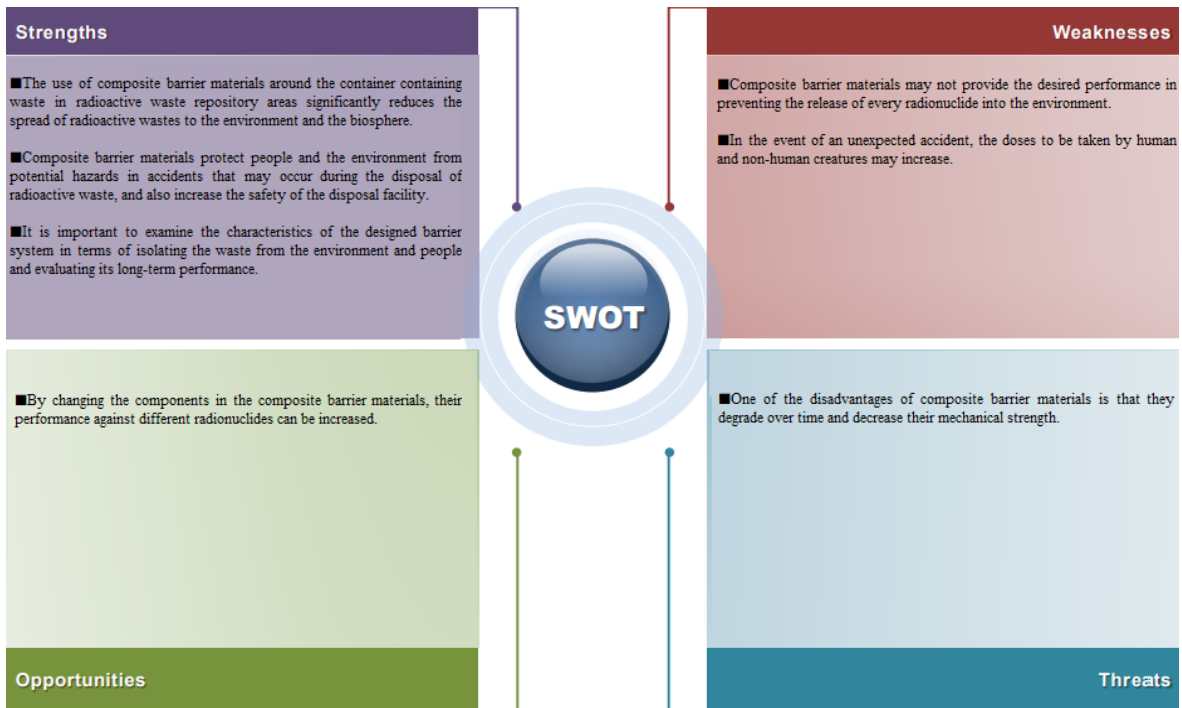 Strengths
■The use of composite barrier materials around the container containing
waste in radioactive waste repository areas significantly reduces the
spread of radioactive wastes to the environment and the biosphere.
■Composite barrier materials protect people and the environment from
potential hazards in accidents that may occur during the disposal of
radioactive waste, and also increase the safety of the disposal facility.
■It is important to examine the characteristics of the designed barrier
system in terms of isolating the waste from the environment and people
and evaluating its long-term performance.
Weaknesses
■Composite barrier materials may not provide the desired performance in
preventing the release of every radionuclide into the environment.
■In the event of an unexpected accident, the doses to be taken by human
and non-human creatures may increase.
SWOT
■By changing the components in the composite barrier materials, their
performance against different radionuclides can be increased.
Opportunities
■One of the disadvantages of composite barrier materials is that they
degrade over time and decrease their mechanical strength.
Threats